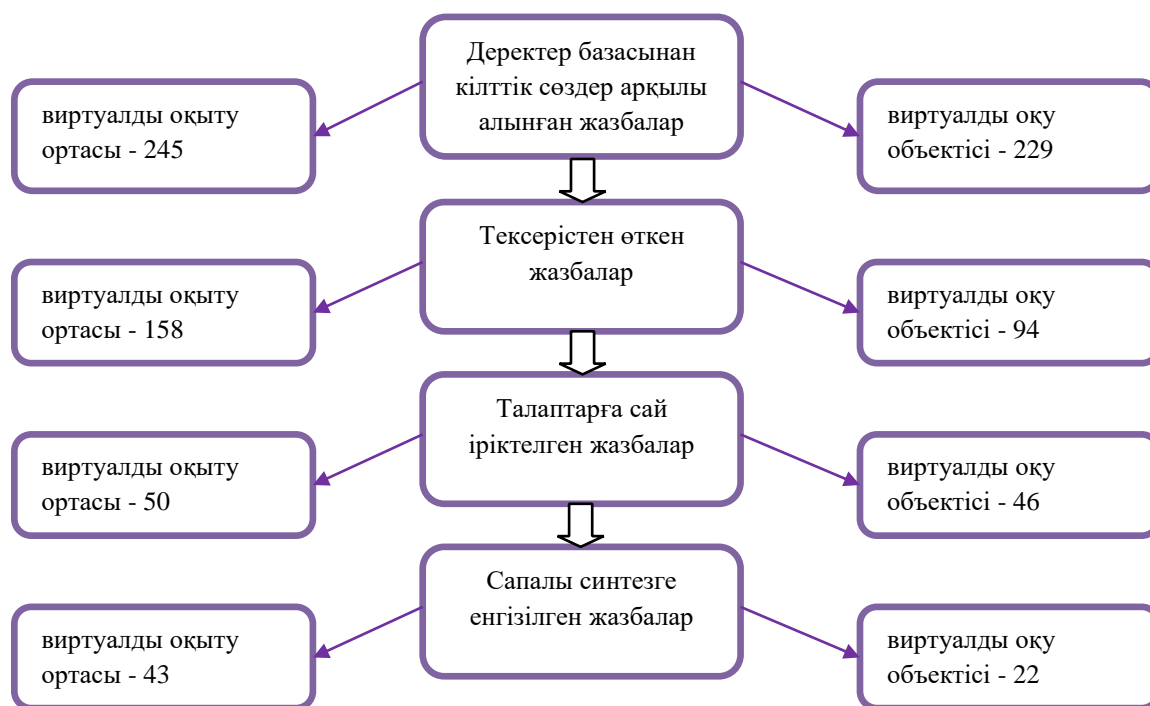 Деректер базасынан
кілттік сөздер арқылы
алынған жазбалар
виртуалды оқыту
ортасы - 245
виртуалды оқу
объектісі - 229
Тексерістен өткен
жазбалар
виртуалды оқыту
ортасы - 158
виртуалды оқу
объектісі - 94
Талаптарға сай
іріктелген жазбалар
виртуалды оқыту
ортасы - 50
виртуалды оқу
объектісі - 46
Сапалы синтезге
енгізілген жазбалар
виртуалды оқыту
ортасы - 43
виртуалды оқу
объектісі - 22